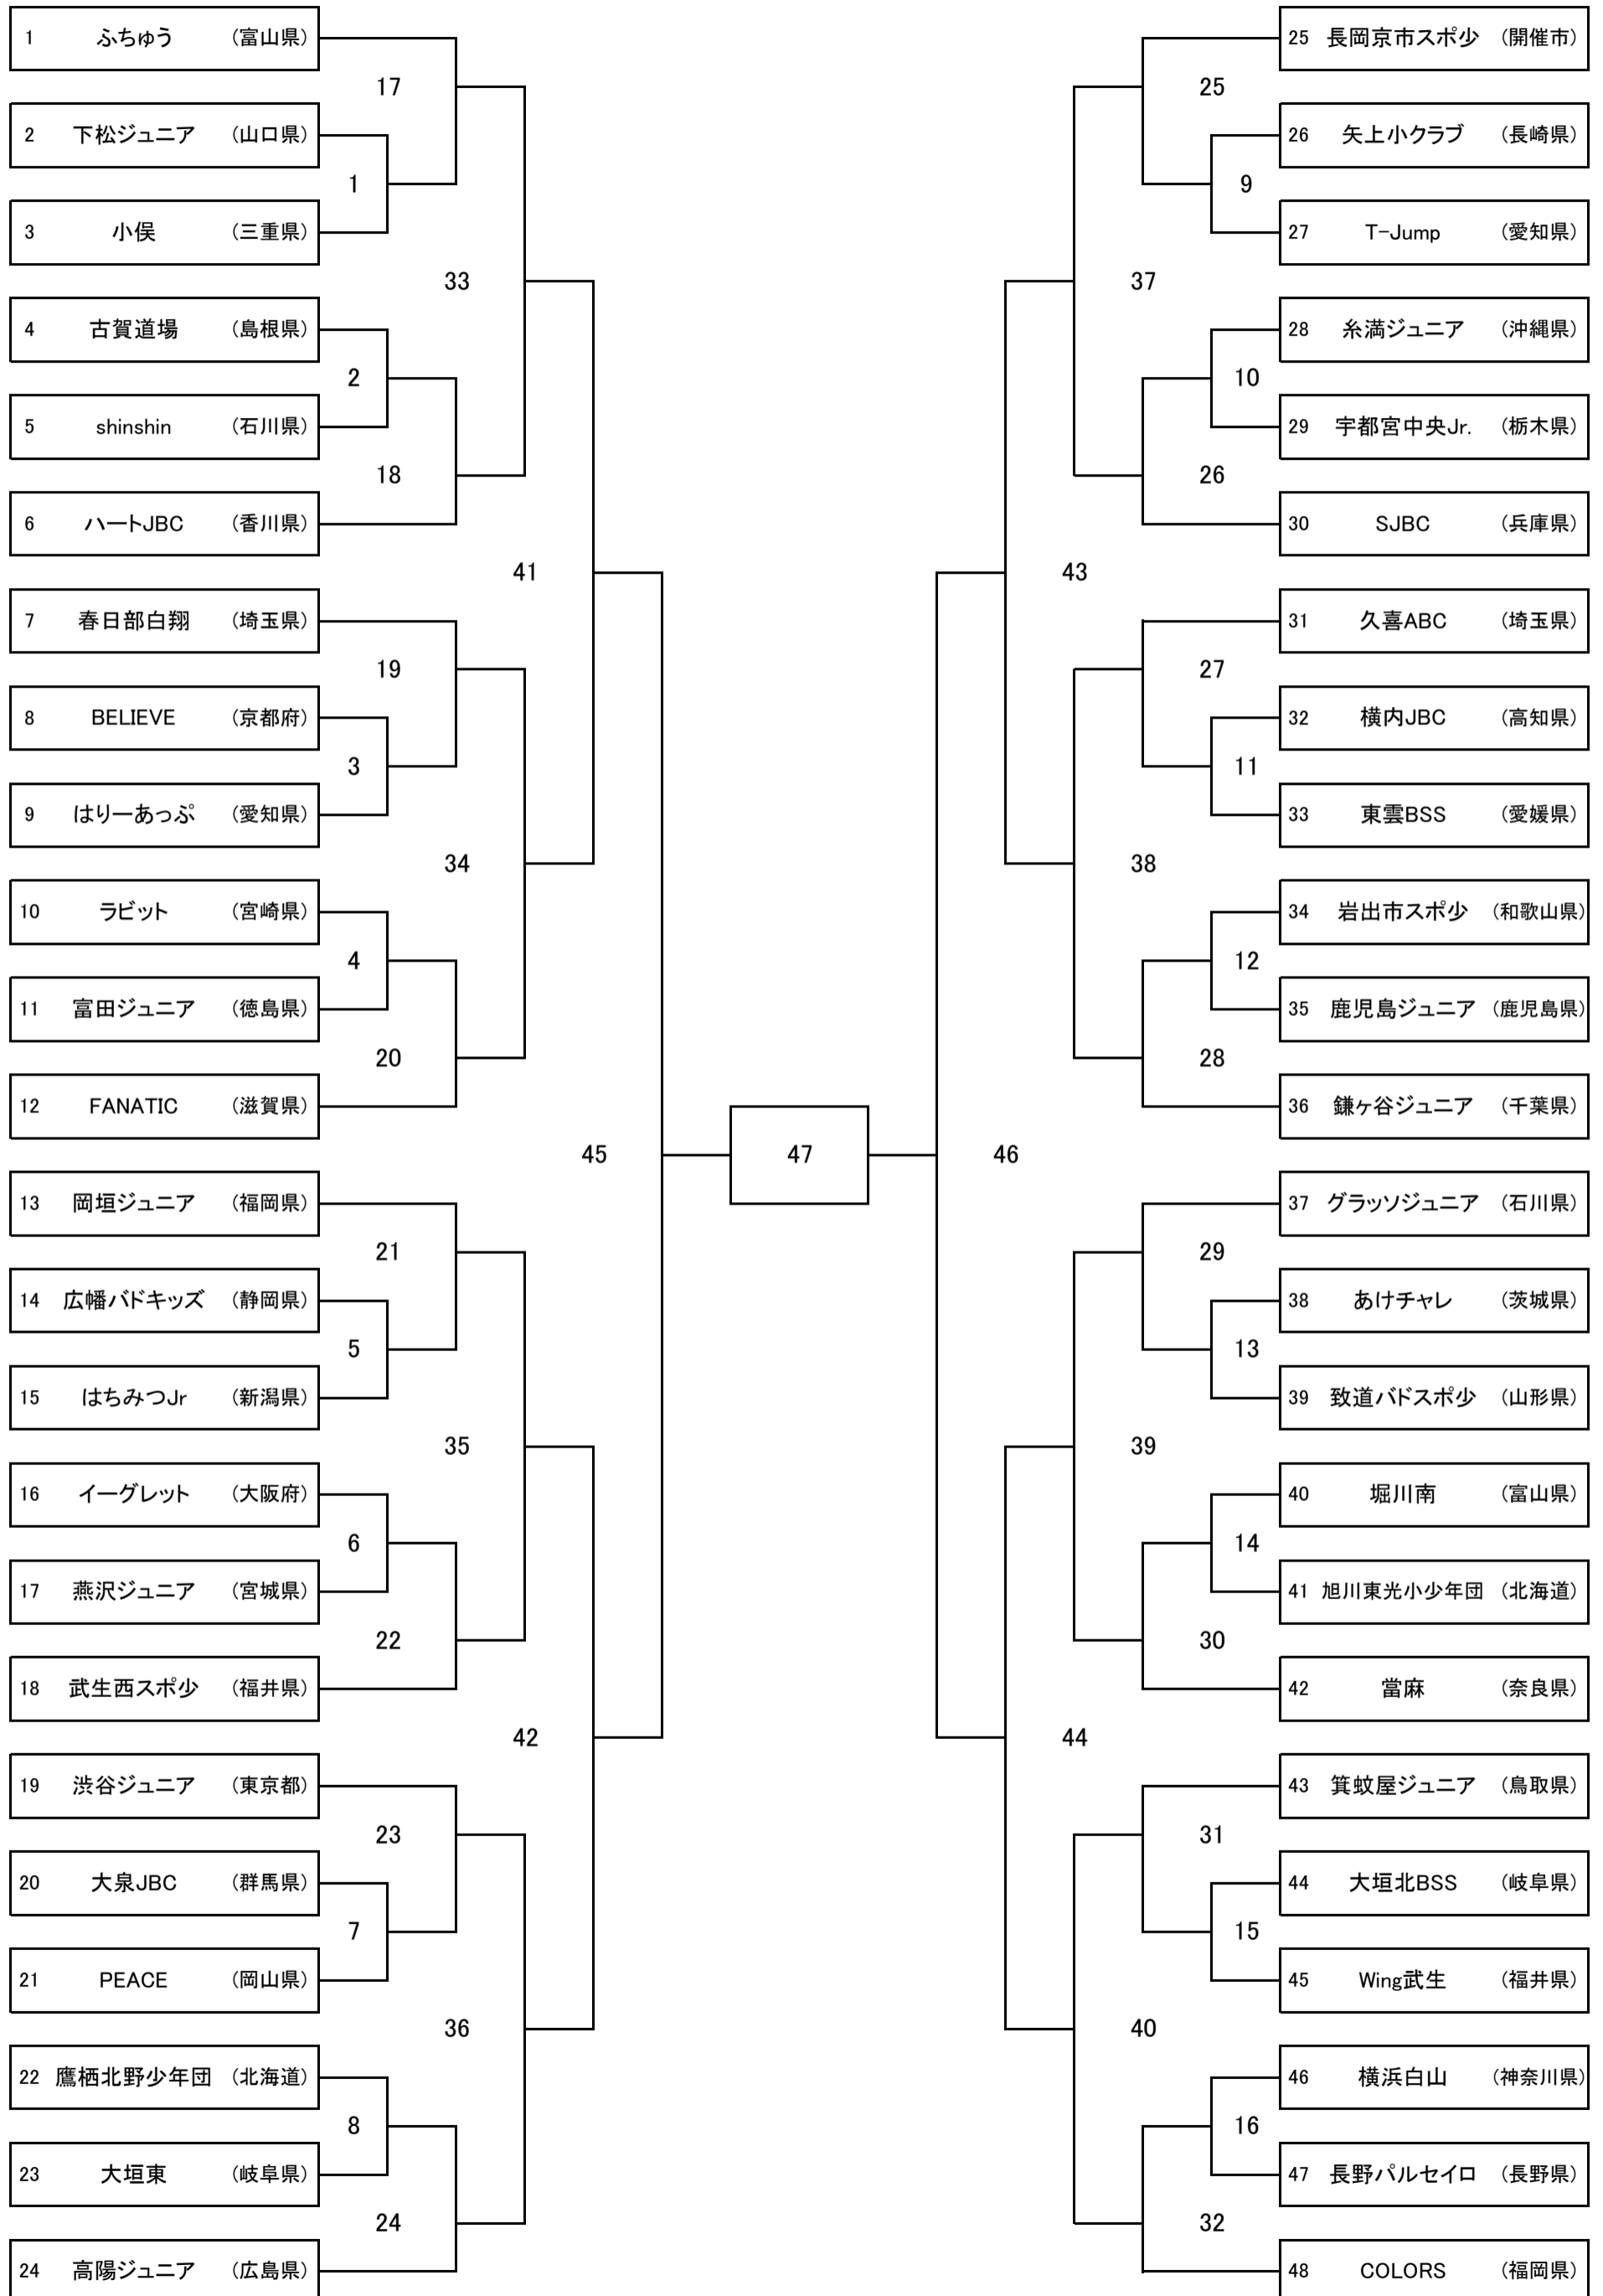 1 ふちゅう （富山県）
17
2 下松ジュニア （山口県）
1
3 小俣 （三重県）
33
4 古賀道場 （島根県）
2
5 shinshin （石川県）
18
6 ハートJBC （香川県）
41
7 春日部白翔 （埼玉県）
19
8 BELIEVE （京都府）
3
9 はりーあっぷ （愛知県）
34
10 ラビット （宮崎県）
4
11 富田ジュニア （徳島県）
20
12 FANATIC （滋賀県）
45
13 岡垣ジュニア （福岡県）
21
14 広幡バドキッズ （静岡県）
5
15 はちみつJr （新潟県）
35
16 イーグレット （大阪府）
6
17 燕沢ジュニア （宮城県）
22
18 武生西スポ少 （福井県）
42
19 渋谷ジュニア （東京都）
23
20 大泉JBC （群馬県）
7
21 PEACE （岡山県）
36
22 鷹栖北野少年団 （北海道）
8
23 大垣東 （岐阜県）
24
24 高陽ジュニア （広島県）
47
25 長岡京市スポ少 （開催市）
25
26 矢上小クラブ （長崎県）
9
27 T-Jump （愛知県）
37
28 糸満ジュニア （沖縄県）
10
29 宇都宮中央Jr. （栃木県）
26
30 SJBC （兵庫県）
43
31 久喜ABC （埼玉県）
27
32 横内JBC （高知県）
11
33 東雲BSS （愛媛県）
38
34 岩出市スポ少 （和歌山県）
12
35 鹿児島ジュニア （鹿児島県）
28
36 鎌ヶ谷ジュニア （千葉県）
46
37 グラッソジュニア （石川県）
29
38 あけチャレ （茨城県）
13
39 致道バドスポ少 （山形県）
39
40 堀川南 （富山県）
14
41 旭川東光小少年団 （北海道）
30
42 當麻 （奈良県）
44
43 箕蚊屋ジュニア （鳥取県）
31
44 大垣北BSS （岐阜県）
15
45 Wing武生 （福井県）
40
46 横浜白山 （神奈川県）
16
47 長野パルセイロ （長野県）
32
48 COLORS （福岡県）